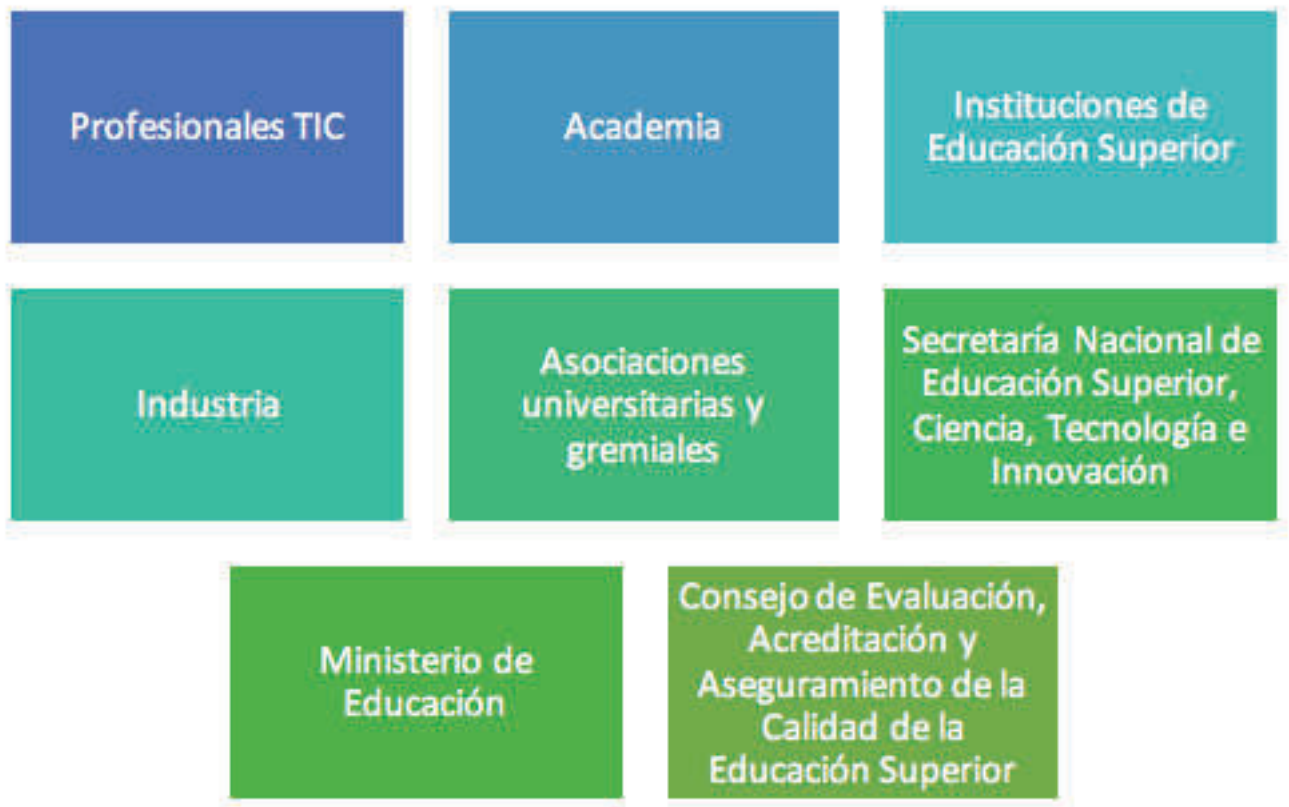 Profesionales TIC
Academia
Instituciones de
Educación Superior
Industria
Asociaciones
universitarias y
gremiales
Secretaría Nacional de
Educación Superior,
Ciencia, Tecnología e
Innovación
Ministerio de
Educación
Consejo de Evaluación,
Acreditación y
Aseguramiento de la
Calidad de la
Educación Superior